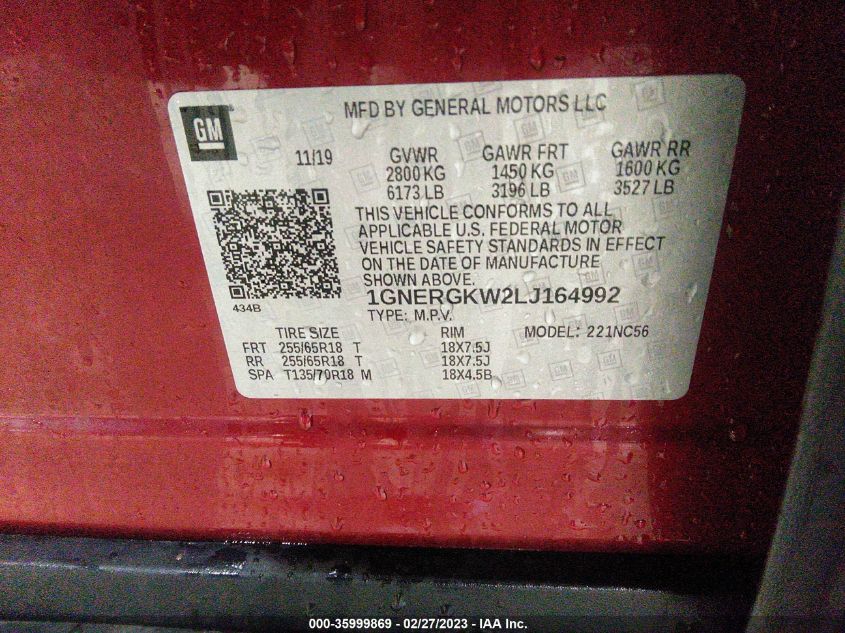 GM
MFD BY GENERAL MOTORS LLC
11/19 GVWR GAWR FRT GAWR RR
2800 KG 1450 KG 1600 KG
6173 LB 3196 LB 3527 LB
THIS VEHICLE CONFORMS TO ALL
APPLICABLE U.S. FEDERAL MOTOR
VEHICLE SAFETY STANDARDS IN EFFECT
ON THE DATE OF MANUFACTURE
SHOWN ABOVE.
434B
1GNERGKW2LJ164992
TYPE: M.P.V.
TIRE SIZE RIM MODEL: 221NC56
FRT 255/65R18 T 18X7.5J
RR 255/65R18 T 18X7.5J
SPA T135/70R18 M 18X4.5B
000-35999869 - 02/27/2023 - IAA Inc.